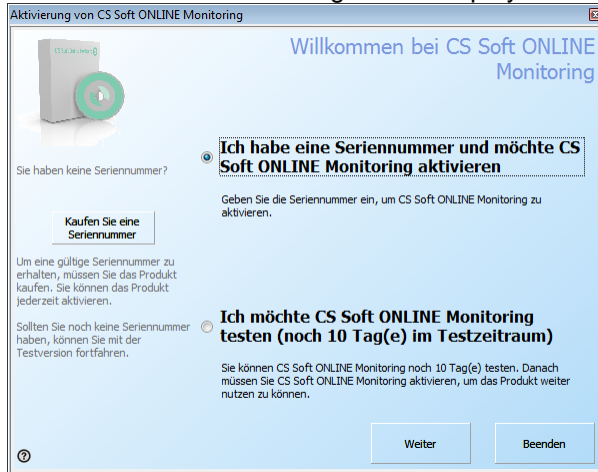 Aktivierung von CS Soft ONLINE Monitoring
Willkommen bei CS Soft ONLINE
Monitoring
Sie haben keine Seriennummer?
Kaufen Sie eine
Seriennummer
Um eine gültige Seriennummer zu
erhalten, müssen Sie das Produkt
kaufen. Sie können das Produkt
jederzeit aktivieren.
Sollten Sie noch keine Seriennummer
haben, können Sie mit der
Testversion fortfahren.
Ich habe eine Seriennummer und möchte CS
Soft ONLINE Monitoring aktivieren
Geben Sie die Seriennummer ein, um CS Soft ONLINE Monitoring zu
aktivieren.
Ich möchte CS Soft ONLINE Monitoring
testen (noch 10 Tag(e) im Testzeitraum)
Sie können CS Soft ONLINE Monitoring noch 10 Tag(e) testen. Danach
müssen Sie CS Soft ONLINE Monitoring aktivieren, um das Produkt weiter
nutzen zu können.
Weiter
Beenden